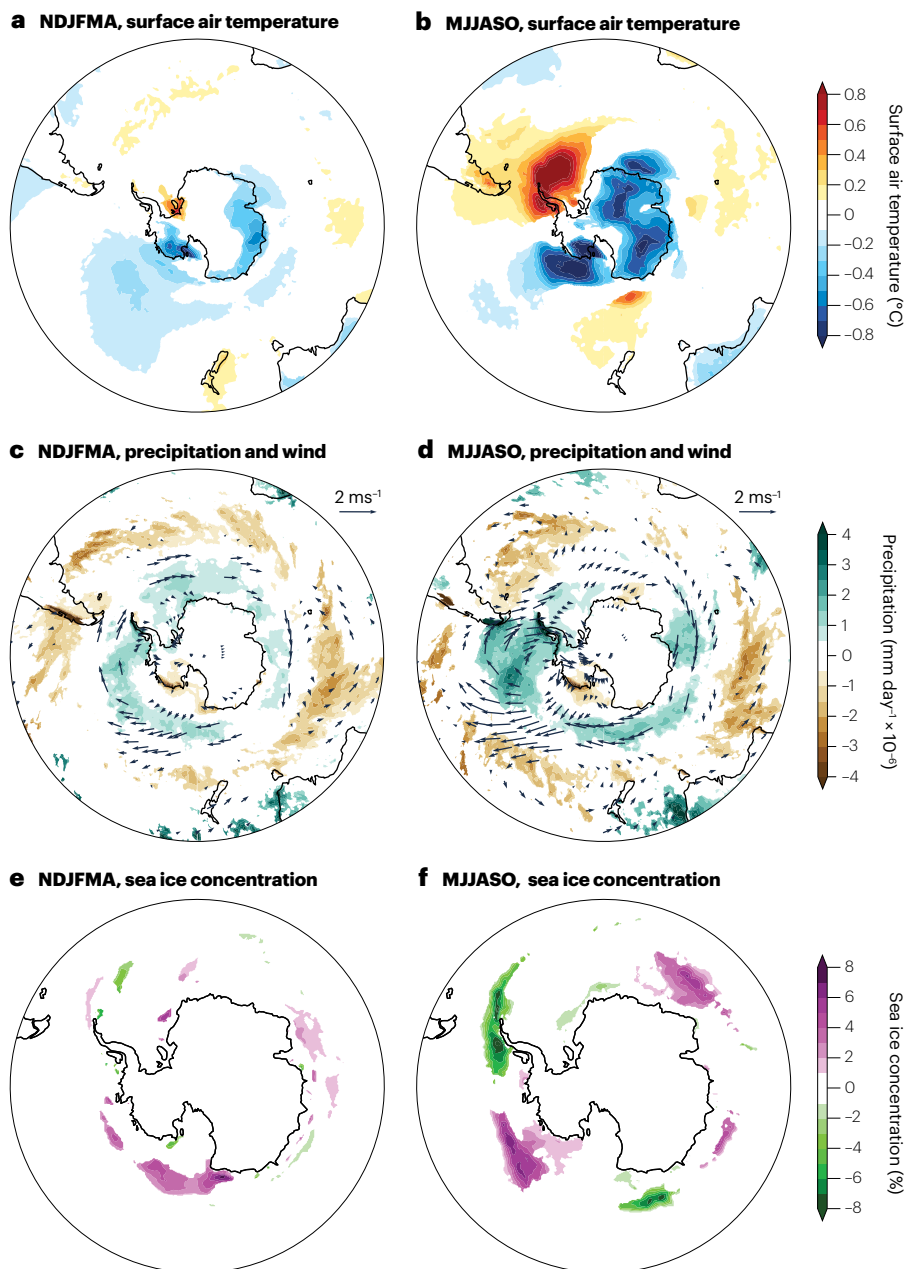 a NDJFMA, surface air temperature
b MJJASO, surface air temperature
0.8
0.6
0.4
0.2
0
–0.2
–0.4
–0.6
–0.8
Surface air temperature (°C)
c NDJFMA, precipitation and wind
2 ms⁻¹
d MJJASO, precipitation and wind
2 ms⁻¹
4
3
2
1
0
–1
–2
–3
–4
Precipitation (mm day⁻¹ × 10⁻⁶)
e NDJFMA, sea ice concentration
f MJJASO, sea ice concentration
8
6
4
2
0
–2
–4
–6
–8
Sea ice concentration (%)